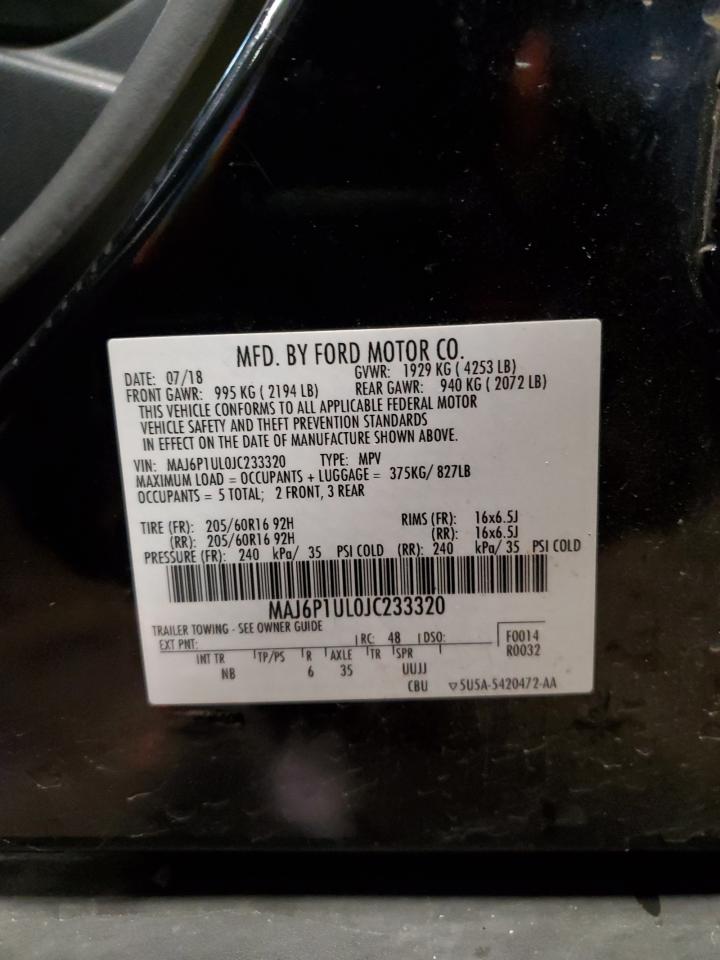 MFD. BY FORD MOTOR CO.
DATE: 07/18 GVWR: 1929 KG ( 4253 LB)
FRONT GAWR: 995 KG ( 2194 LB) REAR GAWR: 940 KG ( 2072 LB)
THIS VEHICLE CONFORMS TO ALL APPLICABLE FEDERAL MOTOR
VEHICLE SAFETY AND THEFT PREVENTION STANDARDS
IN EFFECT ON THE DATE OF MANUFACTURE SHOWN ABOVE.
VIN: MAJ6P1UL0JC233320 TYPE: MPV
MAXIMUM LOAD = OCCUPANTS + LUGGAGE = 375KG/ 827LB
OCCUPANTS = 5 TOTAL; 2 FRONT, 3 REAR
TIRE (FR): 205/60R16 92H RIMS (FR): 16x6.5J
(RR): 205/60R16 92H (RR): 16x6.5J
PRESSURE (FR): 240 kPa/ 35 PSI COLD (RR): 240 kPa/ 35 PSI COLD
MAJ6P1UL0JC233320
TRAILER TOWING - SEE OWNER GUIDE
EXT PNT: RC: 48 DSO: F0014
R0032
INT TR TP/PS R AXLE TR SPR
NB 6 35 UUJJ
CBU ▽5U5A-5420472-AA